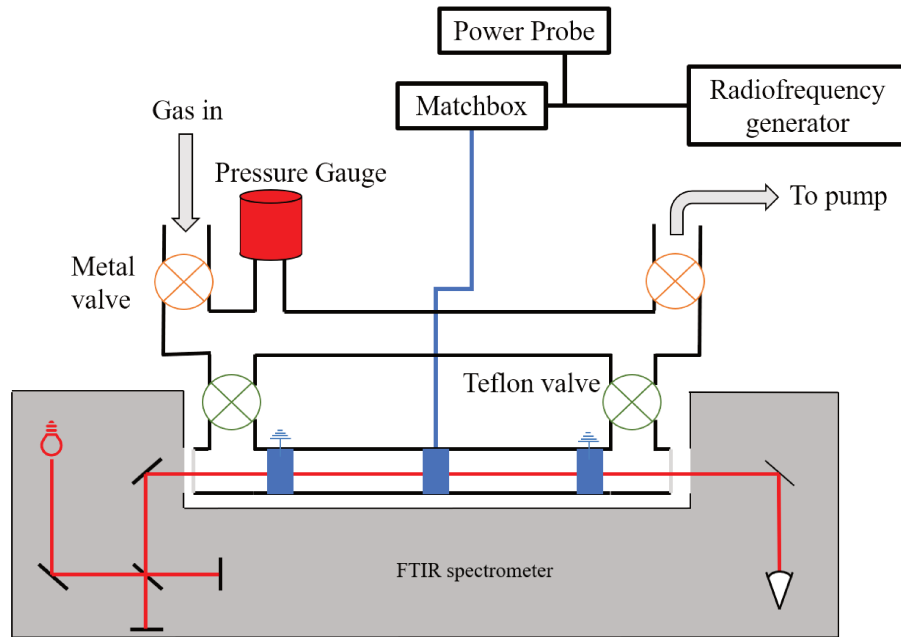 Power Probe
Matchbox
Radiofrequency
generator
Gas in
Pressure Gauge
To pump
Metal
valve
Teflon valve
FTIR spectrometer